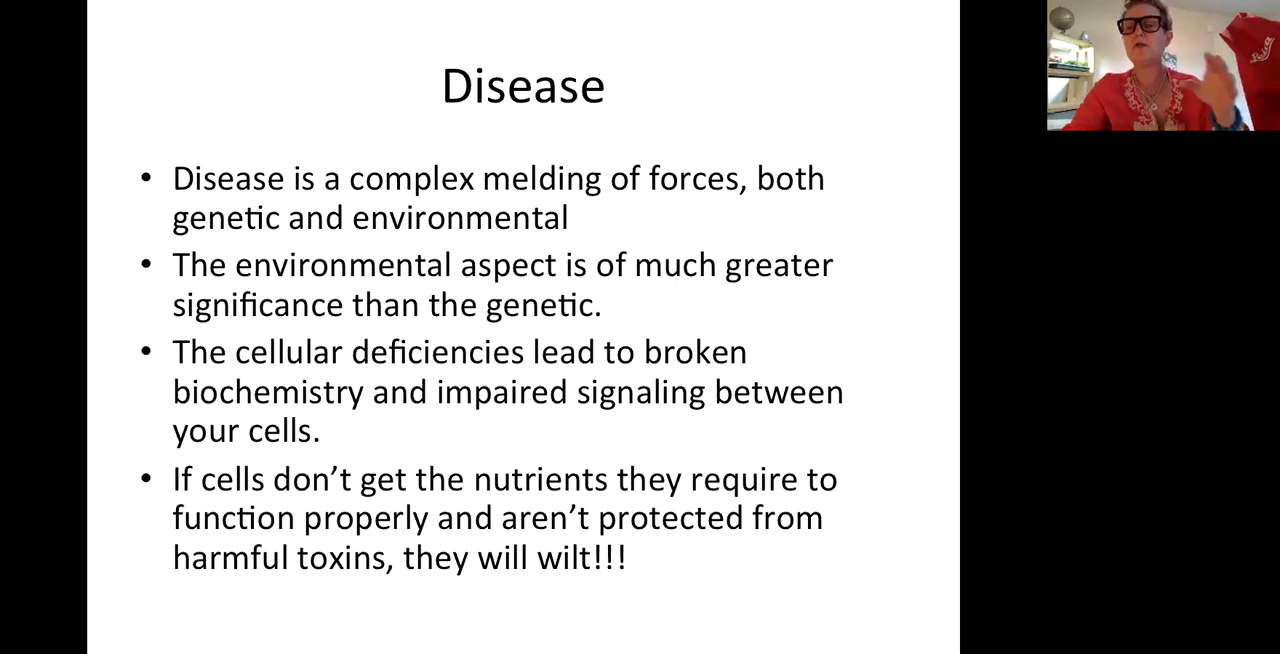 Disease
• Disease is a complex melding of forces, both
genetic and environmental
• The environmental aspect is of much greater
significance than the genetic.
• The cellular deficiencies lead to broken
biochemistry and impaired signaling between
your cells.
• If cells don’t get the nutrients they require to
function properly and aren’t protected from
harmful toxins, they will wilt!!!